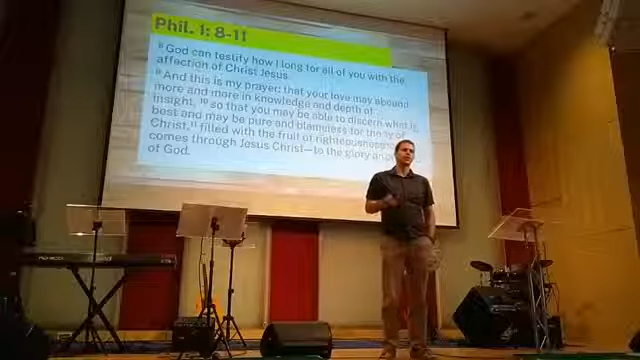 Phil. 1: 8-11
⁸ God can testify how I long for all of you with the
affection of Christ Jesus.
⁹ And this is my prayer: that your love may abound
more and more in knowledge and depth of
insight, ¹⁰ so that you may be able to discern what is
best and may be pure and blameless for the day of
Christ, ¹¹ filled with the fruit of righteousness
comes through Jesus Christ—to the glory
of God.